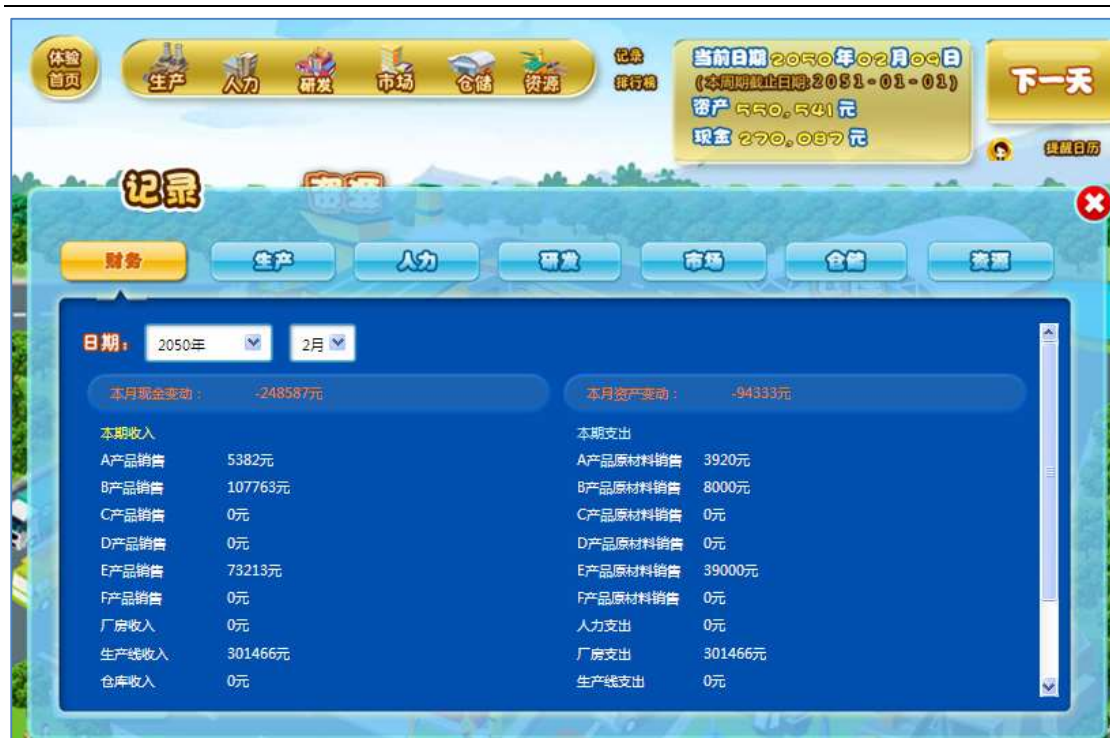 体验
首页
生产
人力
研发
市场
仓储
资源
记录
排行榜
当前日期2050年02月09日
(本周期截止日期:2051-01-01)
资产 550,541元
现金 270,087元
下一天
提醒日历
记录
资源
财务
生产
人力
研发
市场
仓储
资源
日期: 2050年 2月
本月现金变动: -248587元 本月资产变动: -94333元
本期收入 本期支出
A产品销售 5382元 A产品原材料销售 3920元
B产品销售 107763元 B产品原材料销售 8000元
C产品销售 0元 C产品原材料销售 0元
D产品销售 0元 D产品原材料销售 0元
E产品销售 73213元 E产品原材料销售 39000元
F产品销售 0元 F产品原材料销售 0元
厂房收入 0元 人力支出 0元
生产线收入 301466元 厂房支出 301466元
仓库收入 0元 生产线支出 0元